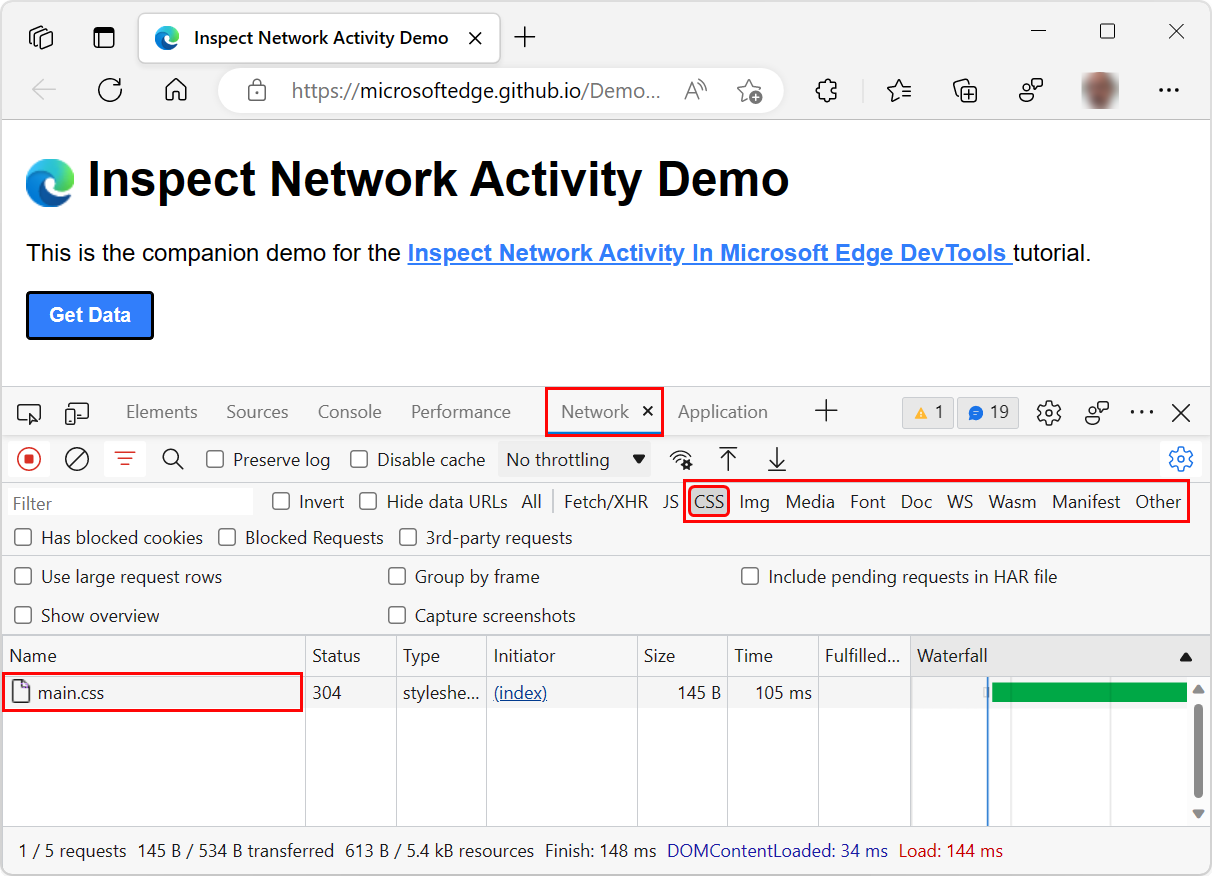 Inspect Network Activity Demo
https://microsoftedge.github.io/Demo...
Inspect Network Activity Demo
This is the companion demo for the Inspect Network Activity In Microsoft Edge DevTools tutorial.
Get Data
Elements Sources Console Performance Network Application 1 19
Preserve log Disable cache No throttling
Filter Invert Hide data URLs All Fetch/XHR JS CSS Img Media Font Doc WS Wasm Manifest Other
Has blocked cookies Blocked Requests 3rd-party requests
Use large request rows Group by frame Include pending requests in HAR file
Show overview Capture screenshots
Name Status Type Initiator Size Time Fulfilled... Waterfall
main.css 304 styleshe... (index) 145 B 105 ms
1 / 5 requests 145 B / 534 B transferred 613 B / 5.4 kB resources Finish: 148 ms DOMContentLoaded: 34 ms Load: 144 ms